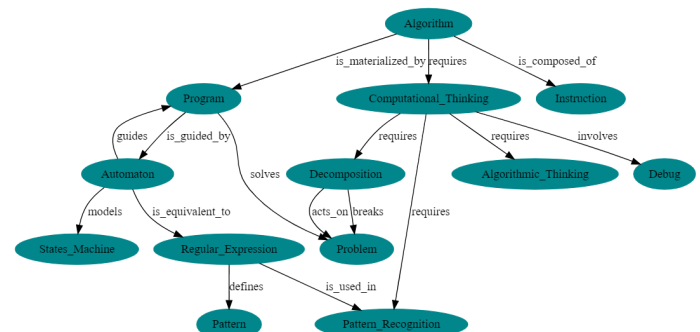 Algorithm
is_materialized_by requires is_composed_of
Program Computational_Thinking Instruction
guides is_guided_by requires requires involves
solves
Automaton Decomposition Algorithmic_Thinking Debug
models is_equivalent_to acts_on breaks requires
States_Machine Regular_Expression Problem
defines is_used_in
Pattern Pattern_Recognition